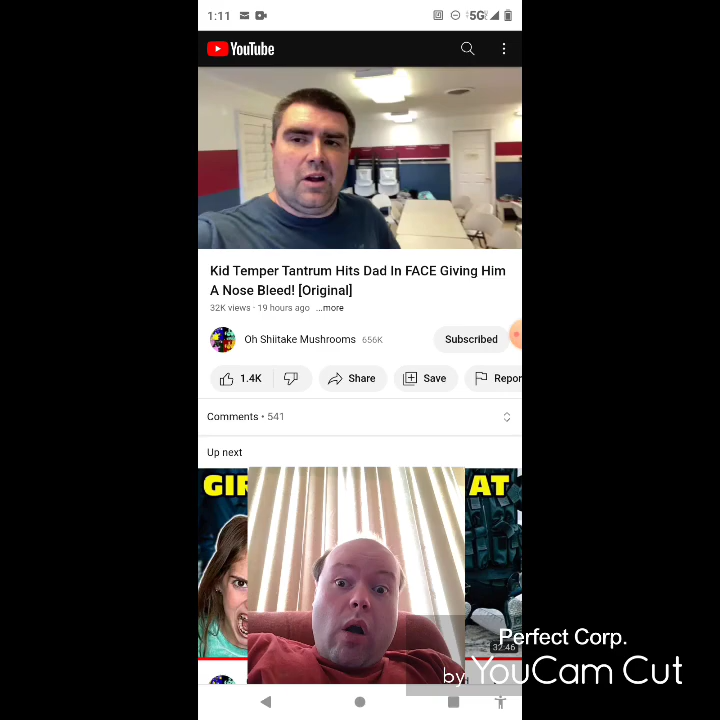 1:11
5G
YouTube
Kid Temper Tantrum Hits Dad In FACE Giving Him
A Nose Bleed! [Original]
32K views · 19 hours ago ...more
Oh Shiitake Mushrooms 656K
Subscribed
1.4K
Share
Save
Repor
Comments • 541
Up next
GIR
AT
32:46
Perfect Corp.
by YouCam Cut